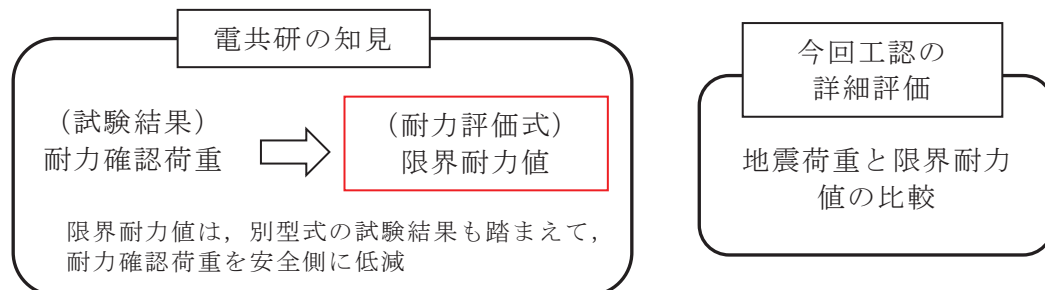 電共研の知見
（試験結果）
耐力確認荷重
（耐力評価式）
限界耐力値
限界耐力値は，別型式の試験結果も踏まえて，
耐力確認荷重を安全側に低減
今回工認の
詳細評価
地震荷重と限界耐力
値の比較